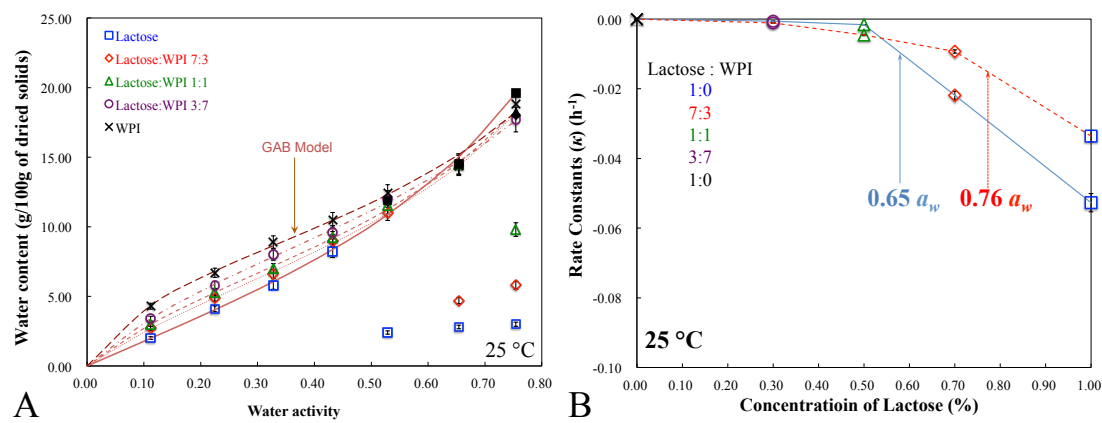 25.00
20.00
15.00
10.00
5.00
0.00
0.00 0.10 0.20 0.30 0.40 0.50 0.60 0.70 0.80
Water content (g/100g of dried solids)
Water activity
Lactose
Lactose:WPI 7:3
Lactose:WPI 1:1
Lactose:WPI 3:7
WPI
GAB Model
25 °C
A
0.00
-0.02
-0.04
-0.06
-0.08
-0.10
0.00 0.10 0.20 0.30 0.40 0.50 0.60 0.70 0.80 0.90 1.00
Rate Constants (κ) (h-1)
Concentratioin of Lactose (%)
Lactose : WPI
1:0
7:3
1:1
3:7
1:0
0.65 aw
0.76 aw
25 °C
B